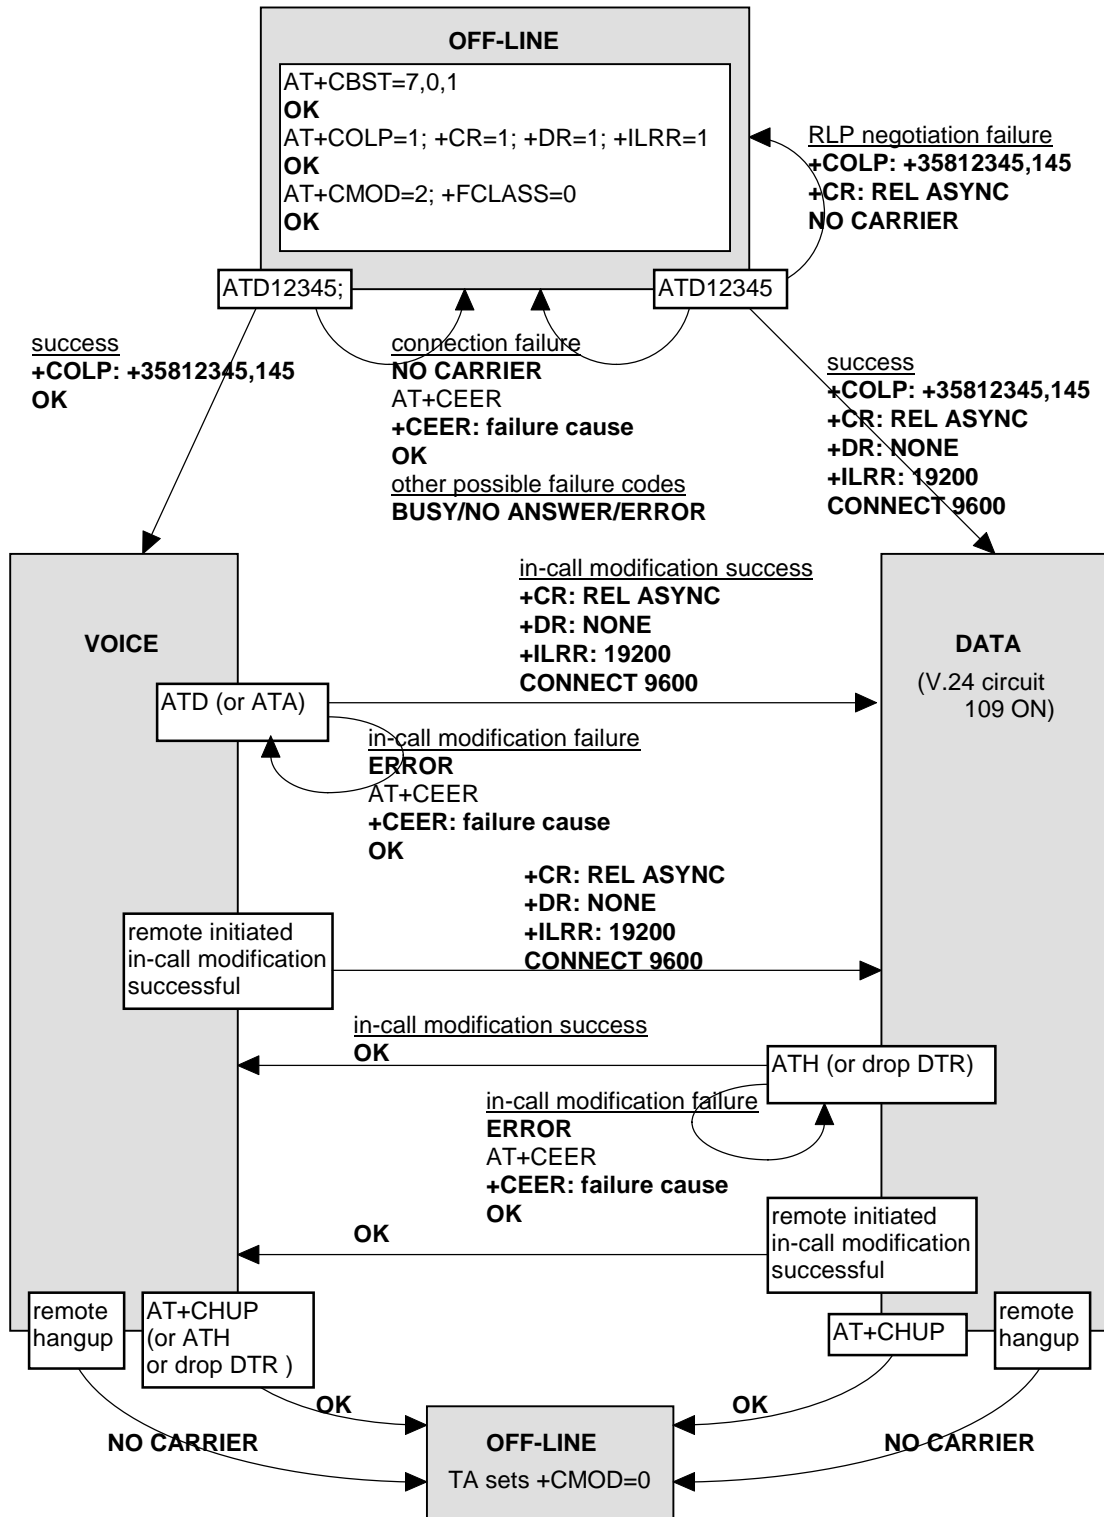 OFF-LINE
AT+CBST=7,0,1
OK
AT+COLP=1; +CR=1; +DR=1; +ILRR=1
OK
AT+CMOD=2; +FCLASS=0
OK
RLP negotiation failure
+COLP: +35812345,145
+CR: REL ASYNC
NO CARRIER
ATD12345;
ATD12345
success
+COLP: +35812345,145
OK
connection failure
NO CARRIER
AT+CEER
+CEER: failure cause
OK
other possible failure codes
BUSY/NO ANSWER/ERROR
success
+COLP: +35812345,145
+CR: REL ASYNC
+DR: NONE
+ILRR: 19200
CONNECT 9600
VOICE
in-call modification success
+CR: REL ASYNC
+DR: NONE
+ILRR: 19200
CONNECT 9600
DATA
(V.24 circuit
109 ON)
ATD (or ATA)
in-call modification failure
ERROR
AT+CEER
+CEER: failure cause
OK
+CR: REL ASYNC
+DR: NONE
+ILRR: 19200
CONNECT 9600
remote initiated
in-call modification
successful
in-call modification success
OK
ATH (or drop DTR)
in-call modification failure
ERROR
AT+CEER
+CEER: failure cause
OK
OK
remote initiated
in-call modification
successful
remote
hangup
AT+CHUP
(or ATH
or drop DTR )
AT+CHUP
remote
hangup
OK
OK
NO CARRIER
NO CARRIER
OFF-LINE
TA sets +CMOD=0